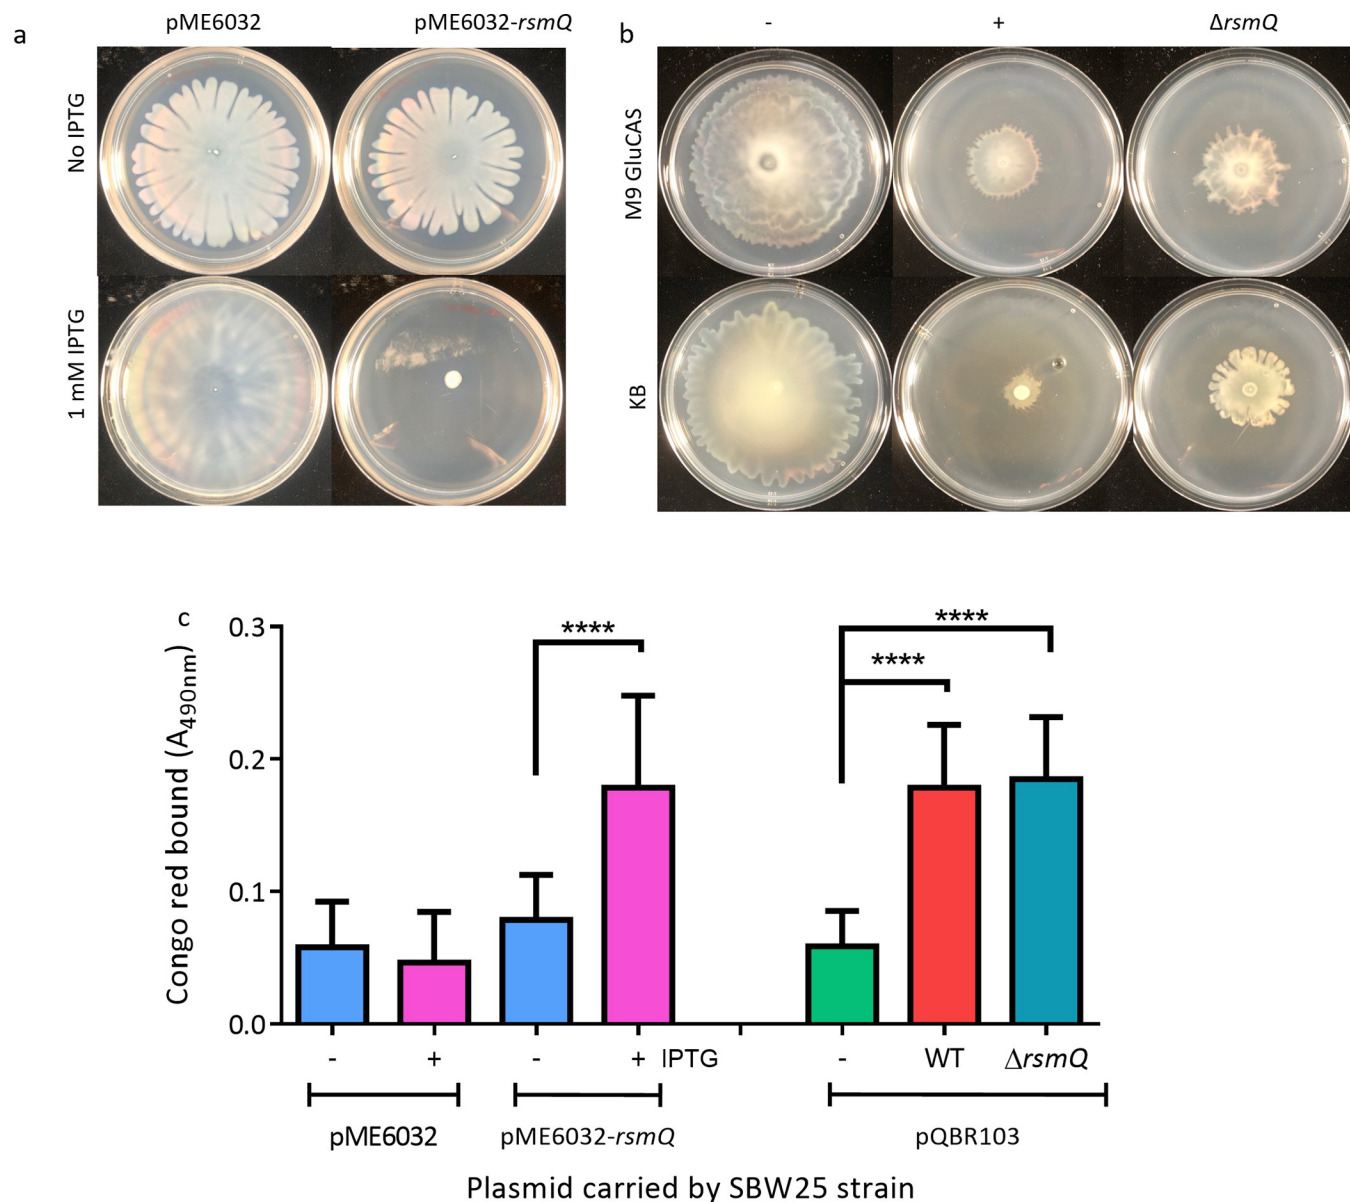 a
pME6032
pME6032-rsmQ
No IPTG
1 mM IPTG
b
-
+
ΔrsmQ
M9 GluCAS
KB
c
Congo red bound (A490nm)
0.3
0.2
0.1
0.0
****
****
****
-
+
-
+ IPTG
-
WT
ΔrsmQ
pME6032
pME6032-rsmQ
pQBR103
Plasmid carried by SBW25 strain